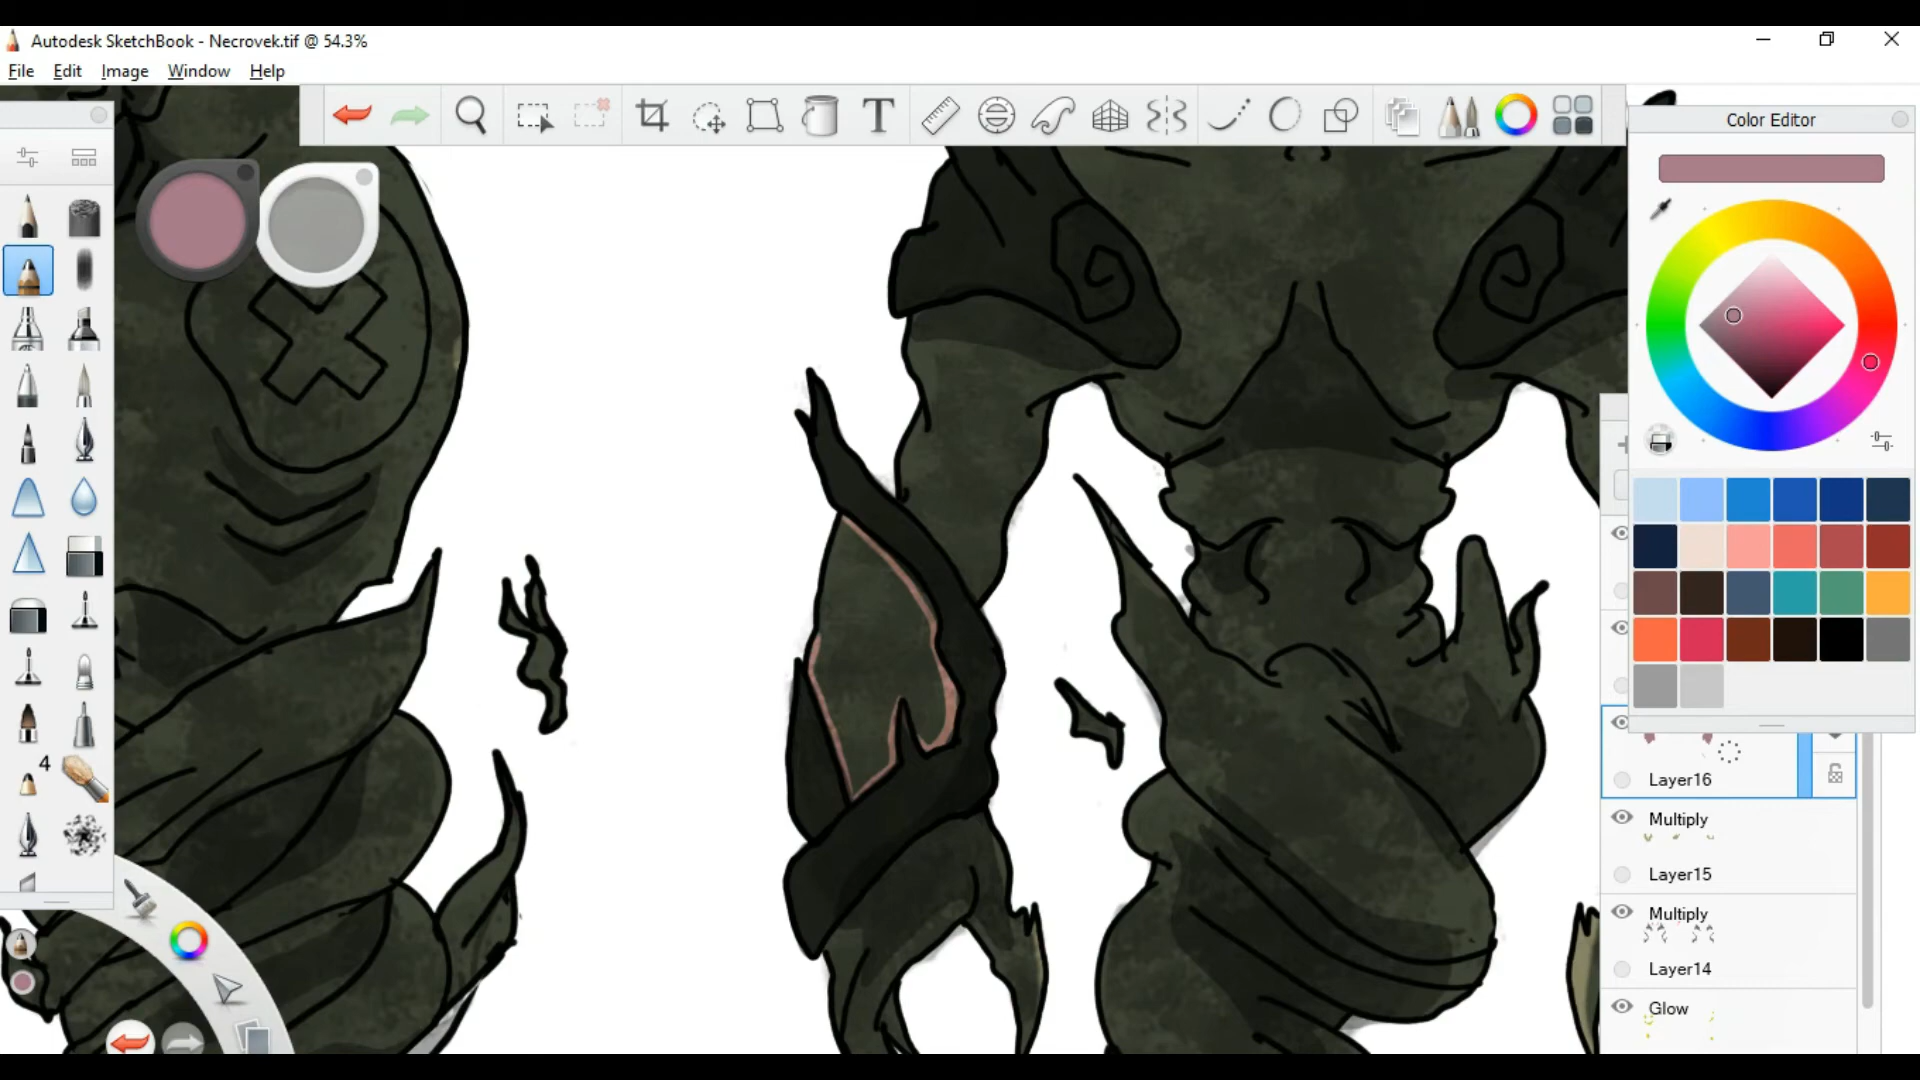 Autodesk SketchBook - Necrovek.tif @ 54.3%
File Edit Image Window Help
T
Color Editor
4
Layer16
Multiply
Layer15
Multiply
Layer14
Glow